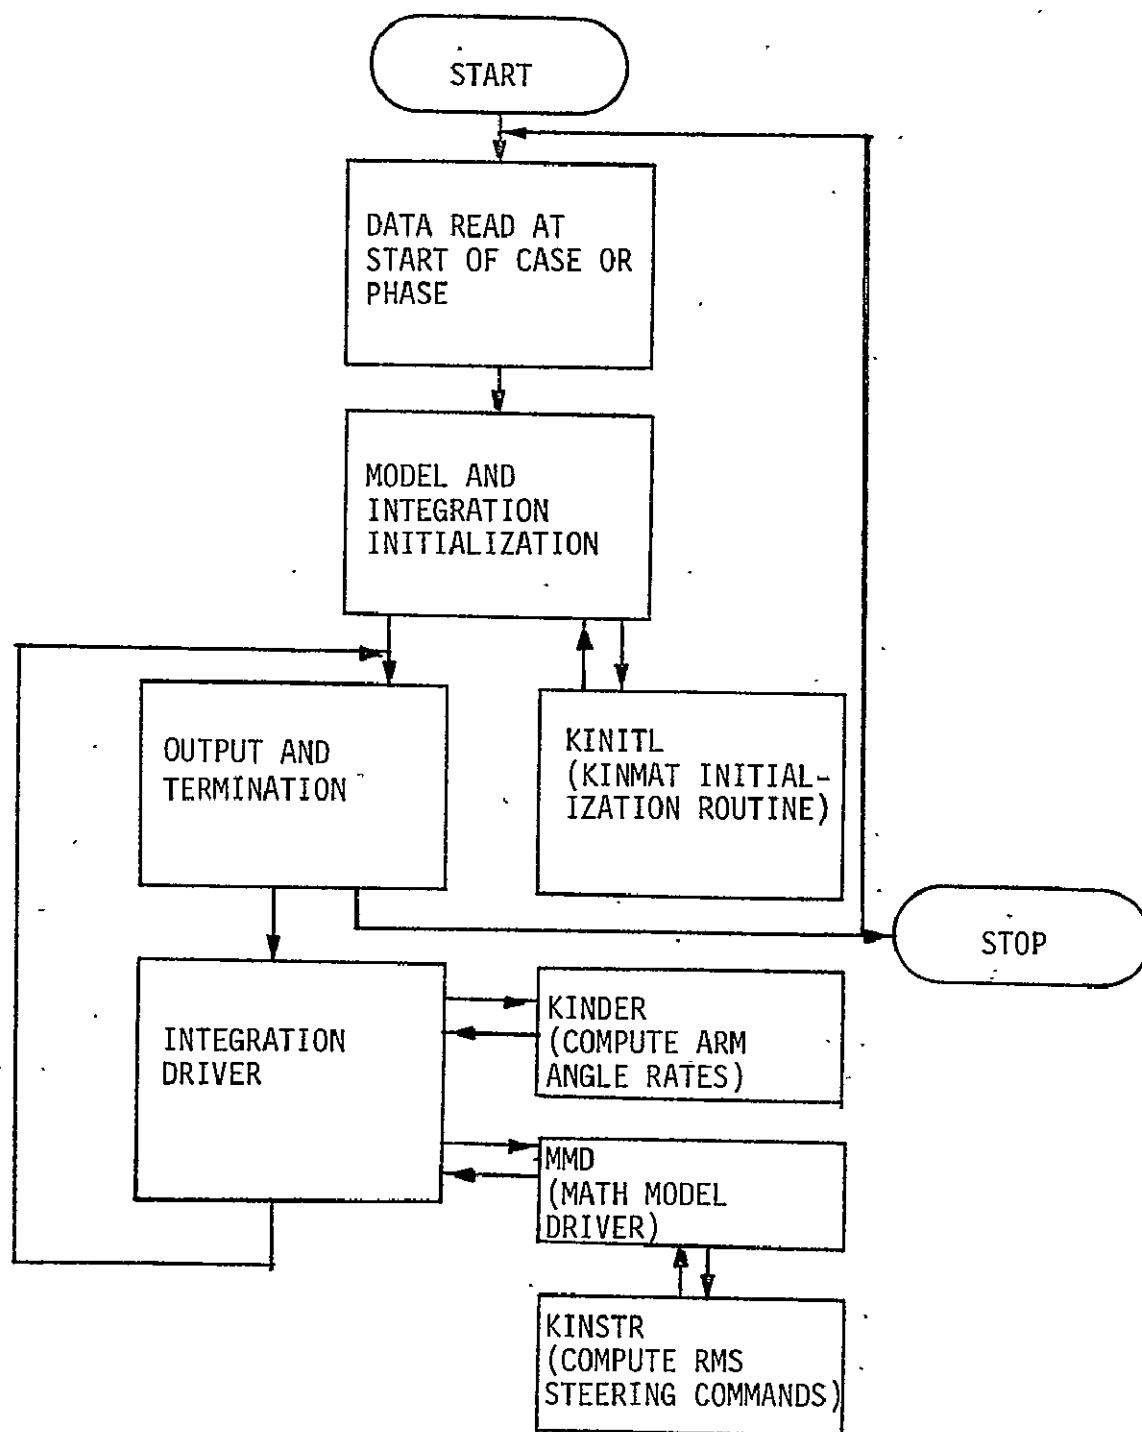 START
DATA READ AT
START OF CASE OR
PHASE
MODEL AND
INTEGRATION
INITIALIZATION
OUTPUT AND
TERMINATION
KINITL
(KINMAT INITIAL-
IZATION ROUTINE)
STOP
INTEGRATION
DRIVER
KINDER
(COMPUTE ARM
ANGLE RATES)
MMD
(MATH MODEL
DRIVER)
KINSTR
(COMPUTE RMS
STEERING COMMANDS)